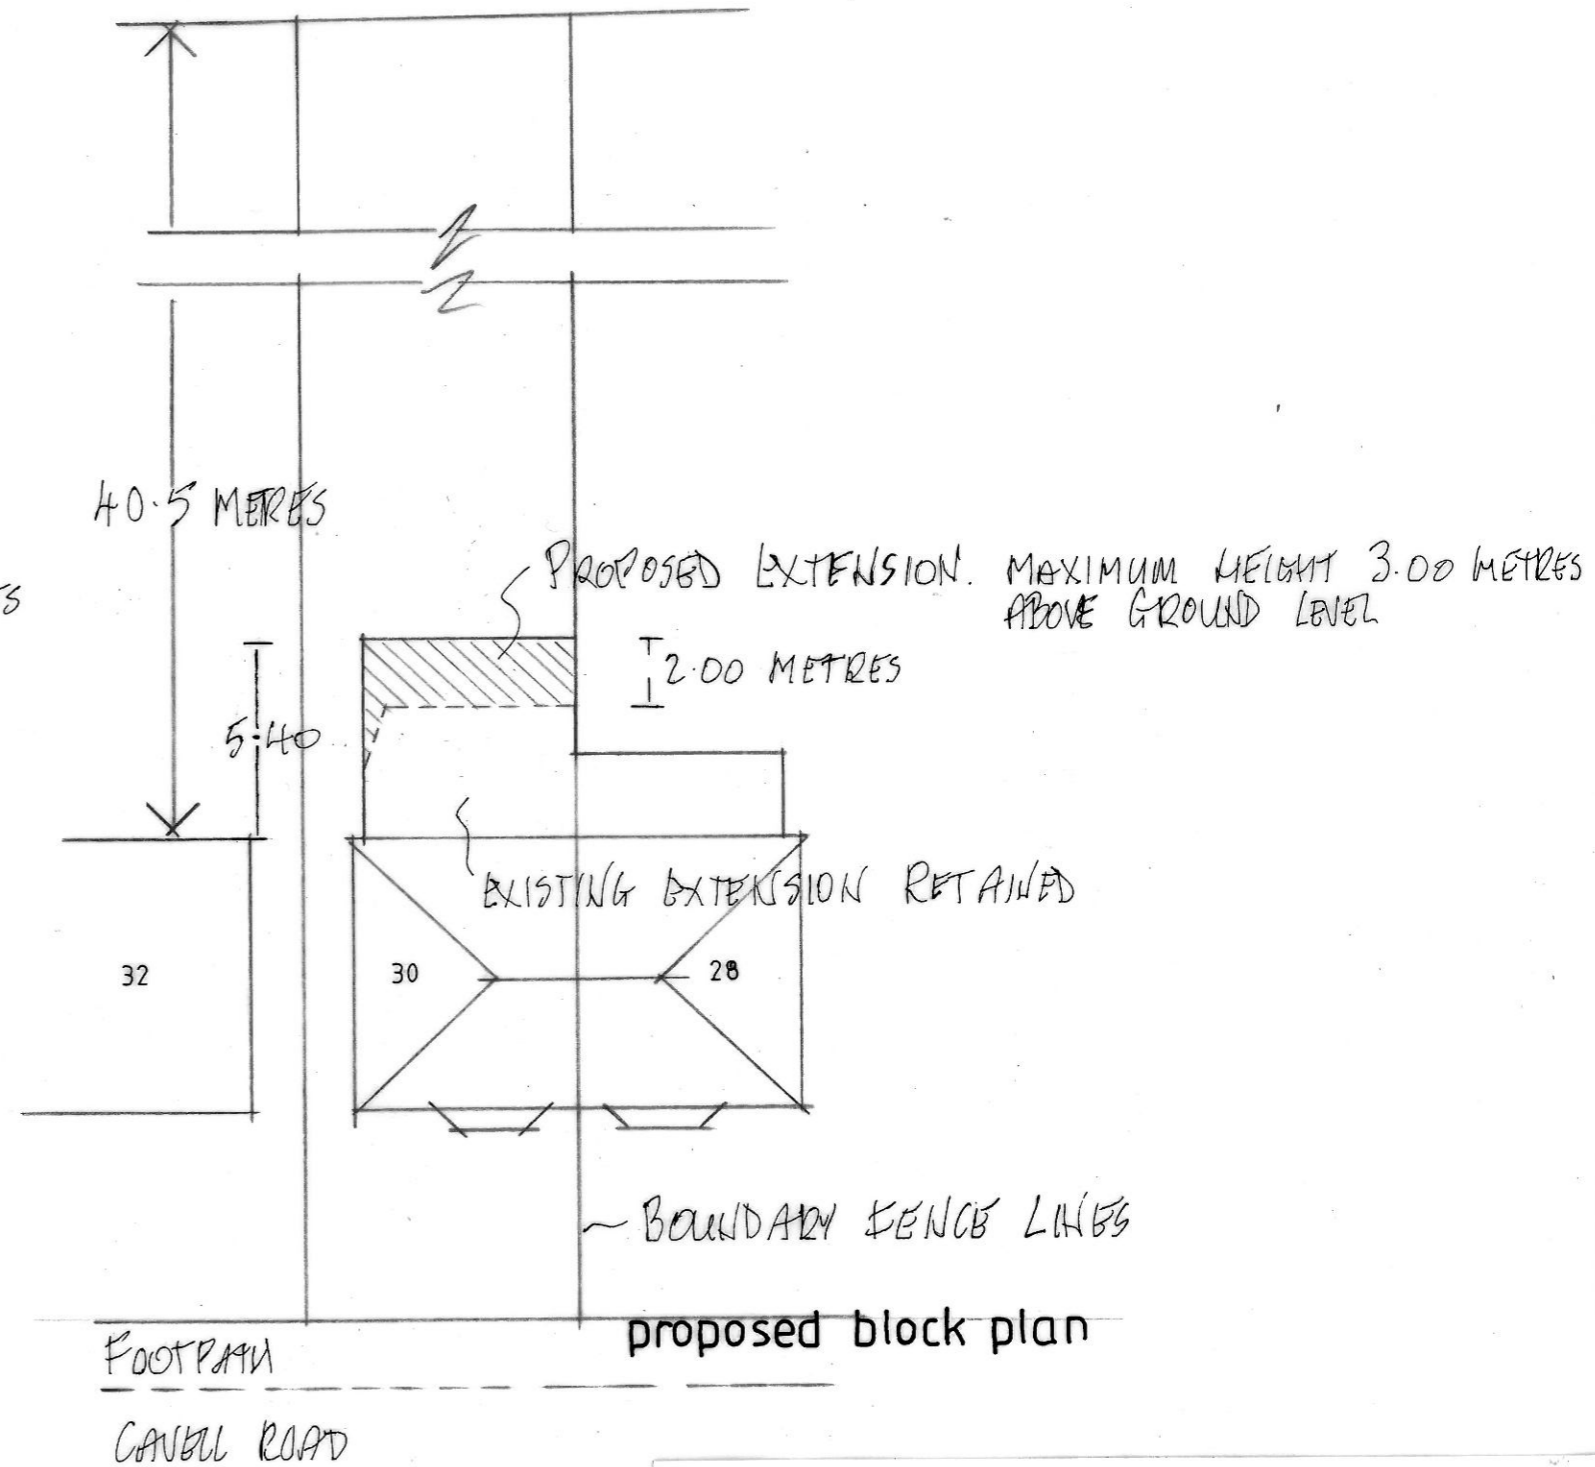 40.5 METRES
PROPOSED EXTENSION. MAXIMUM HEIGHT 3.00 METRES
ABOVE GROUND LEVEL
2.00 METRES
5.40
EXISTING EXTENSION RETAINED
32
30
28
BOUNDARY FENCE LINES
proposed block plan
FOOTPATH
CAVELL ROAD